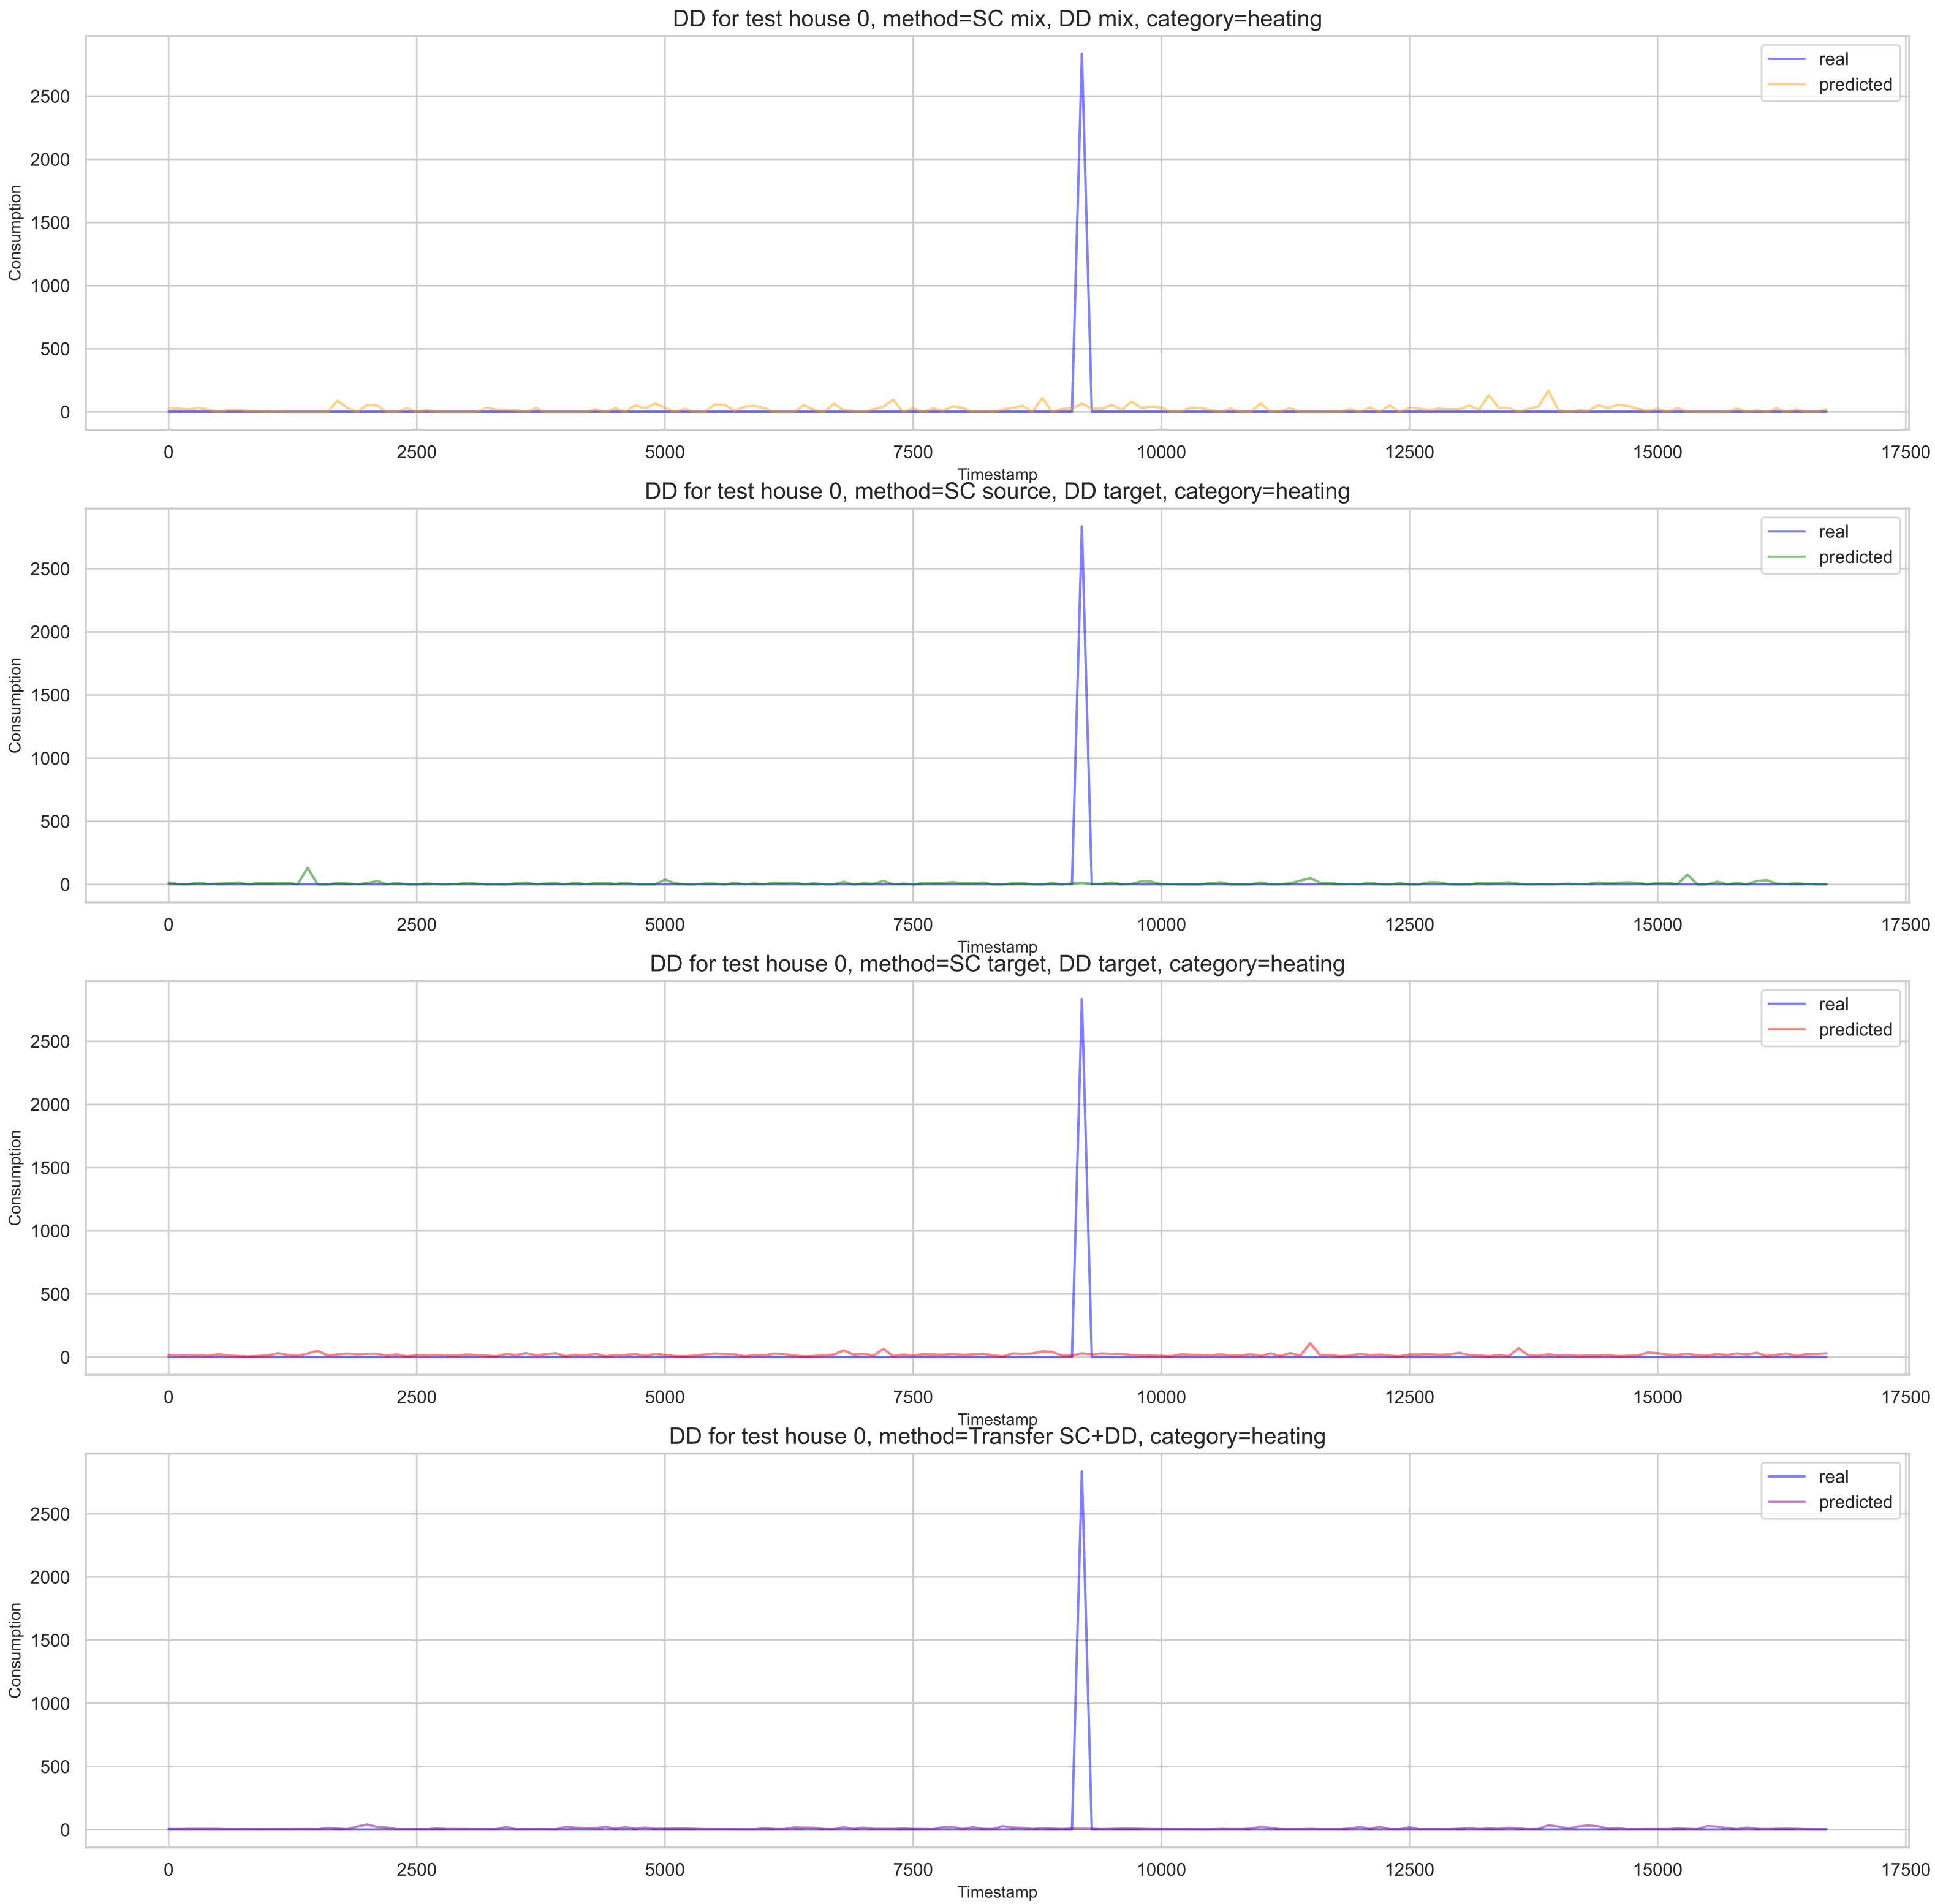 DD for test house 0, method=SC mix, DD mix, category=heating
real
predicted
2500
2000
1500
1000
500
0
Consumption
0 2500 5000 7500 10000 12500 15000 17500
Timestamp
DD for test house 0, method=SC source, DD target, category=heating
real
predicted
2500
2000
1500
1000
500
0
Consumption
0 2500 5000 7500 10000 12500 15000 17500
Timestamp
DD for test house 0, method=SC target, DD target, category=heating
real
predicted
2500
2000
1500
1000
500
0
Consumption
0 2500 5000 7500 10000 12500 15000 17500
Timestamp
DD for test house 0, method=Transfer SC+DD, category=heating
real
predicted
2500
2000
1500
1000
500
0
Consumption
0 2500 5000 7500 10000 12500 15000 17500
Timestamp